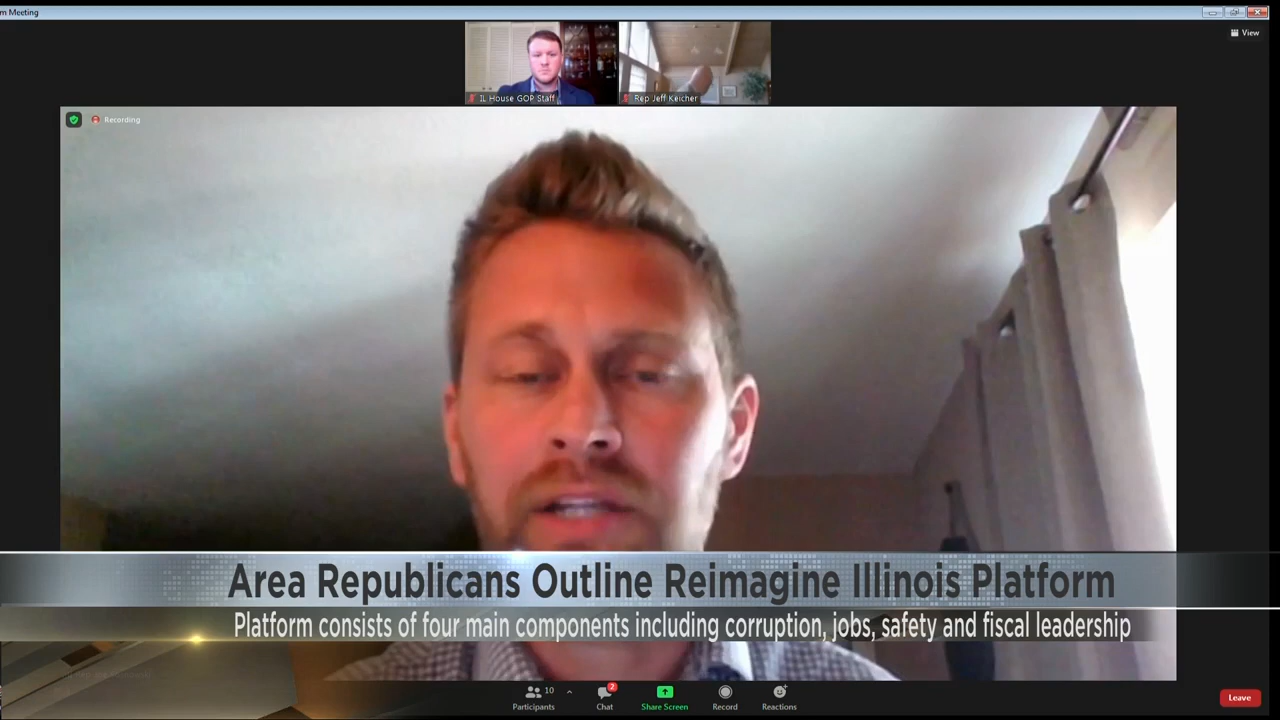 m Meeting
View
IL House GOP Staff
Rep Jeff Keicher
Recording
Area Republicans Outline Reimagine Illinois Platform
Platform consists of four main components including corruption, jobs, safety and fiscal leadership
10
2
Participants
Chat
Share Screen
Record
Reactions
Leave